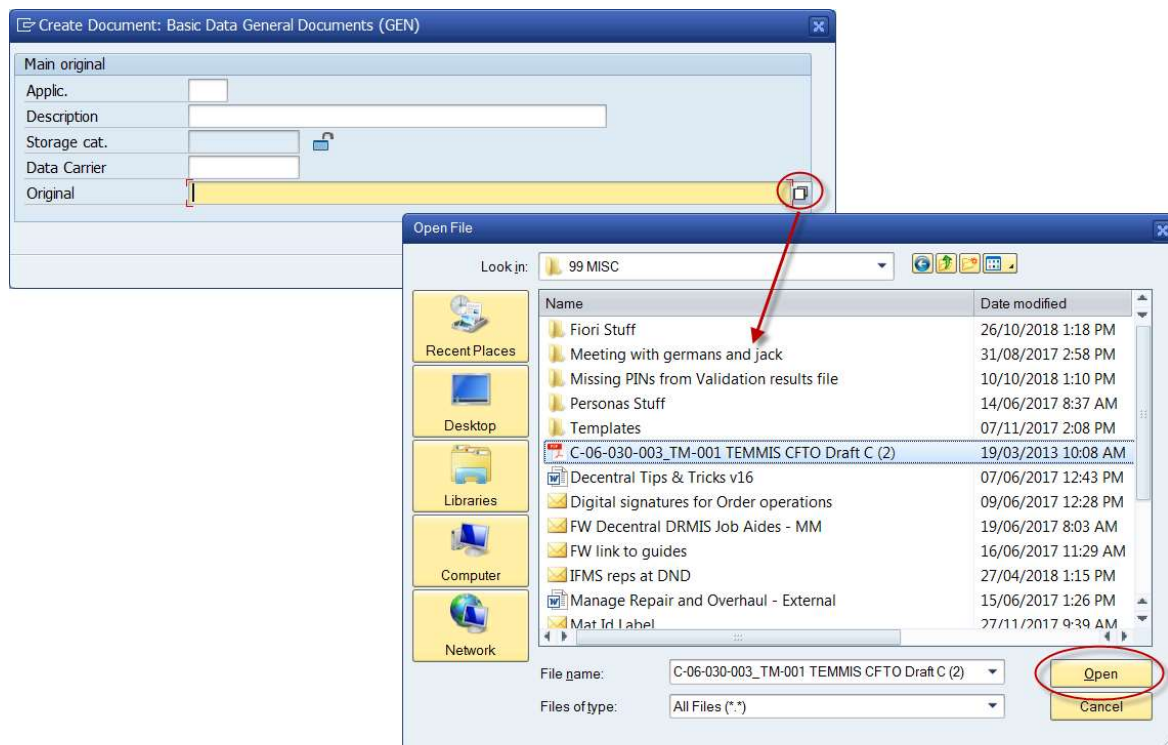 Create Document: Basic Data General Documents (GEN)
Main original
Applic.
Description
Storage cat.
Data Carrier
Original
Open File
Look in:
99 MISC
Recent Places
Desktop
Libraries
Computer
Network
Name Date modified
Fiori Stuff 26/10/2018 1:18 PM
Meeting with germans and jack 31/08/2017 2:58 PM
Missing PINs from Validation results file 10/10/2018 1:10 PM
Personas Stuff 14/06/2017 8:37 AM
Templates 07/11/2017 2:08 PM
C-06-030-003_TM-001 TEMMIS CFTO Draft C (2) 19/03/2013 10:08 AM
Decentral Tips & Tricks v16 07/06/2017 12:43 PM
Digital signatures for Order operations 09/06/2017 12:28 PM
FW Decentral DRMIS Job Aides - MM 19/06/2017 8:03 AM
FW link to guides 16/06/2017 11:29 AM
IFMS reps at DND 27/04/2018 1:15 PM
Manage Repair and Overhaul - External 15/06/2017 1:26 PM
Mat Id Label 27/11/2017 9:39 AM
File name: C-06-030-003_TM-001 TEMMIS CFTO Draft C (2) Open
Files of type: All Files (*.*) Cancel